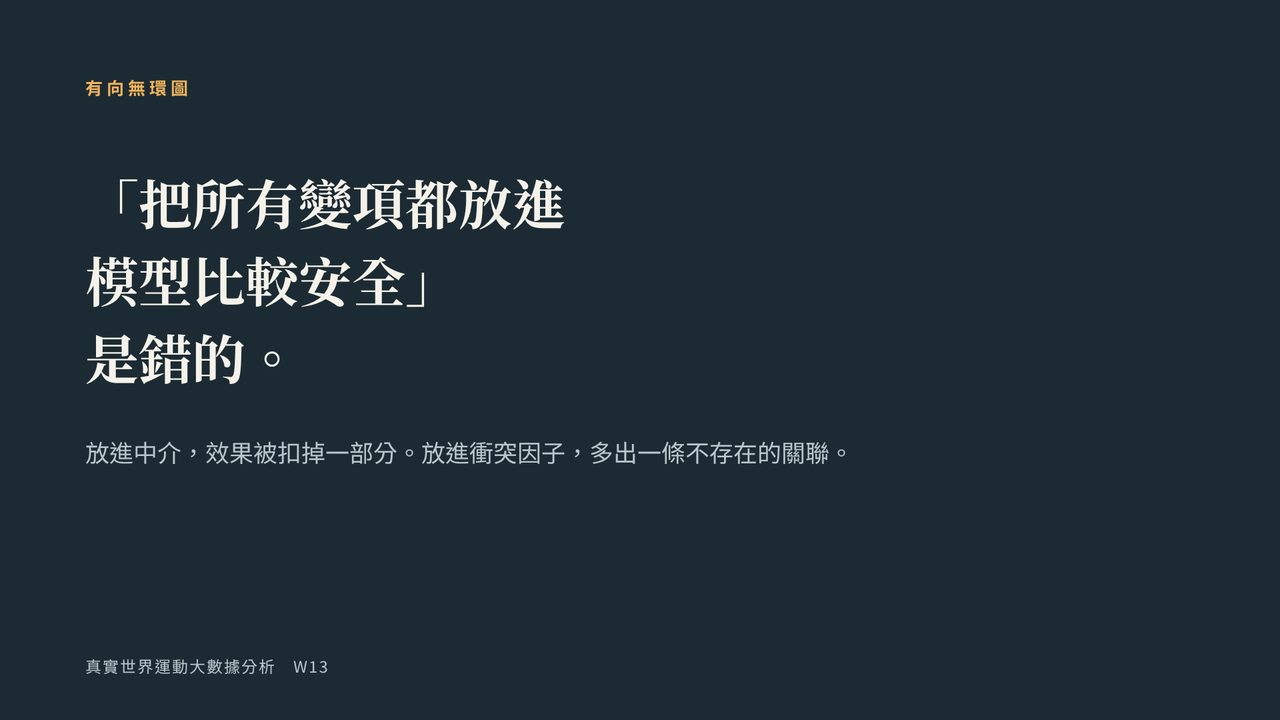 有向無環圖
「把所有變項都放進
模型比較安全」
是錯的。
放進中介，效果被扣掉一部分。放進衝突因子，多出一條不存在的關聯。
真實世界運動大數據分析　W13